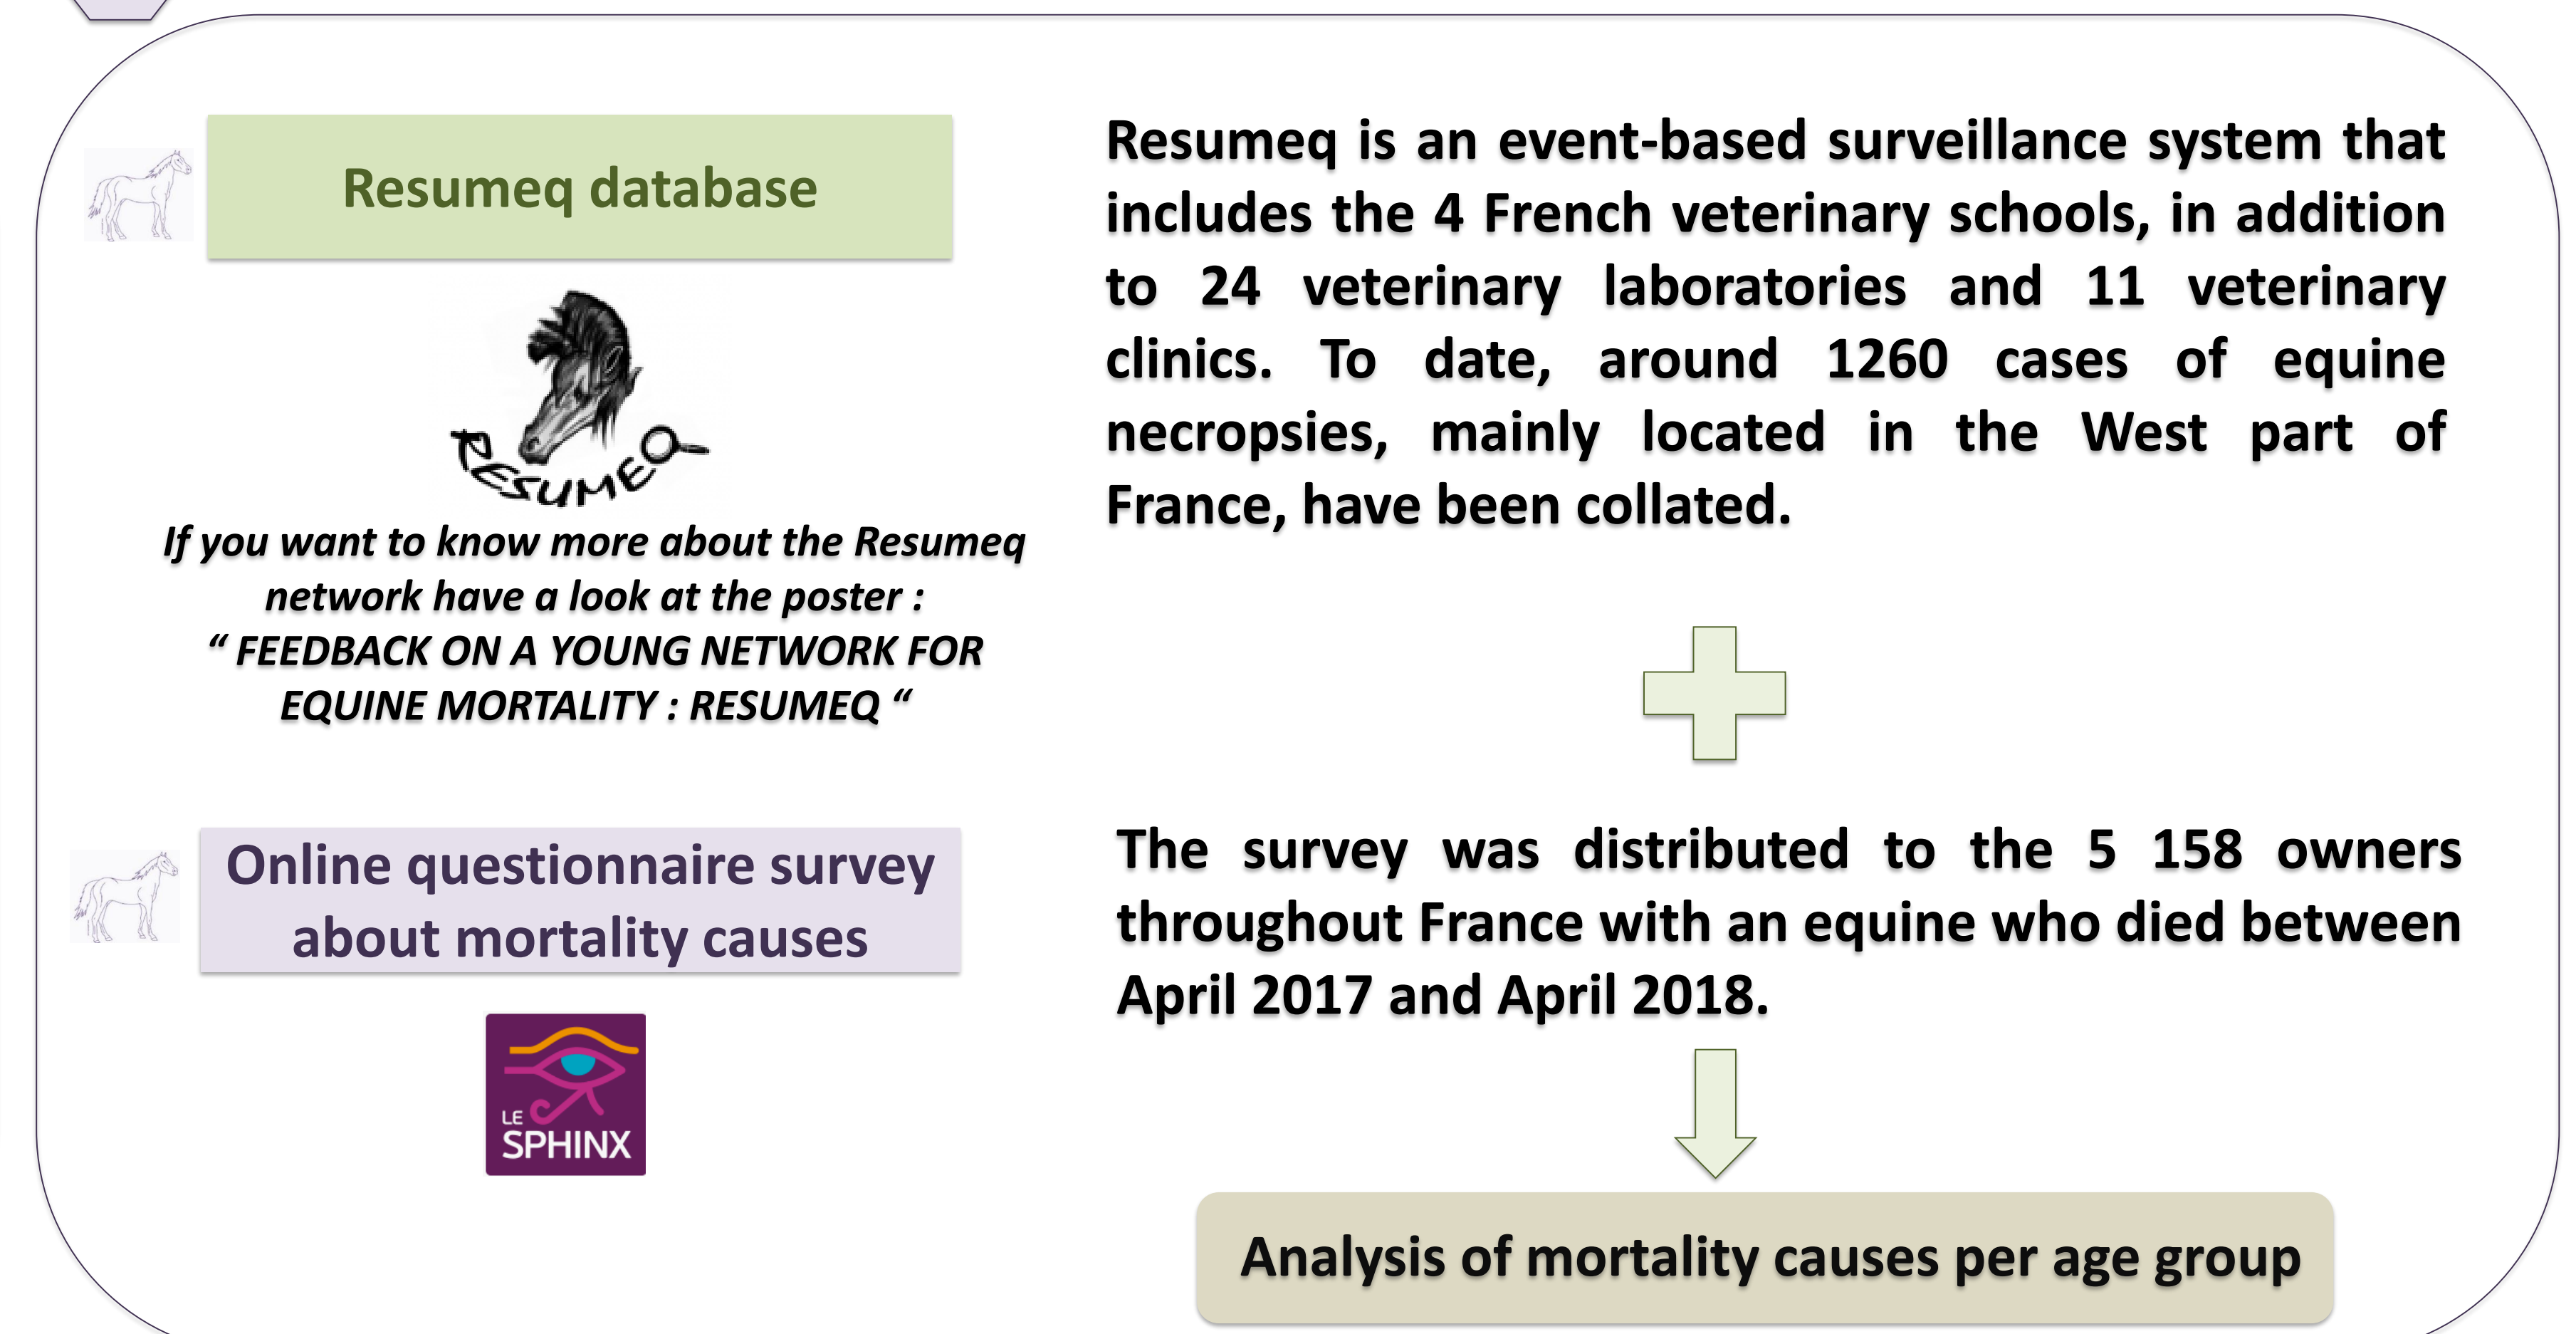 Resumeq database
RESUMEQ
If you want to know more about the Resumeq
network have a look at the poster :
“ FEEDBACK ON A YOUNG NETWORK FOR
EQUINE MORTALITY : RESUMEQ “
Resumeq is an event-based surveillance system that
includes the 4 French veterinary schools, in addition
to 24 veterinary laboratories and 11 veterinary
clinics. To date, around 1260 cases of equine
necropsies, mainly located in the West part of
France, have been collated.
Online questionnaire survey
about mortality causes
LE
SPHINX
The survey was distributed to the 5 158 owners
throughout France with an equine who died between
April 2017 and April 2018.
Analysis of mortality causes per age group